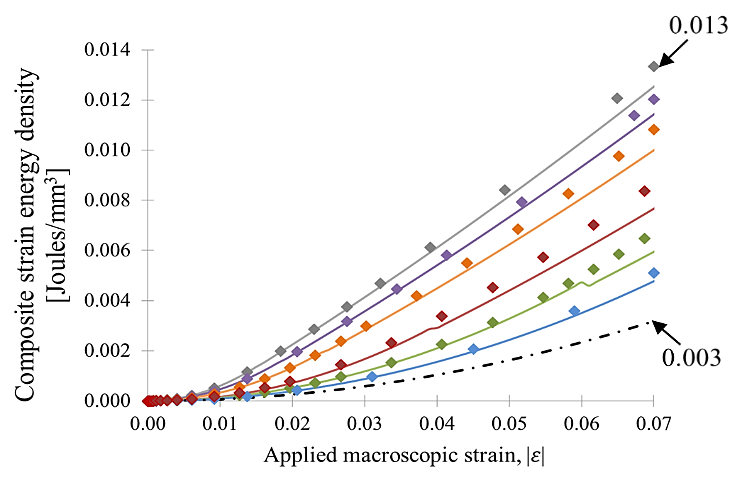 0.013
0.014
0.012
0.010
0.008
0.006
0.004
0.002
0.000
Composite strain energy density
[Joules/mm³]
0.003
0.00 0.01 0.02 0.03 0.04 0.05 0.06 0.07
Applied macroscopic strain, |ε|